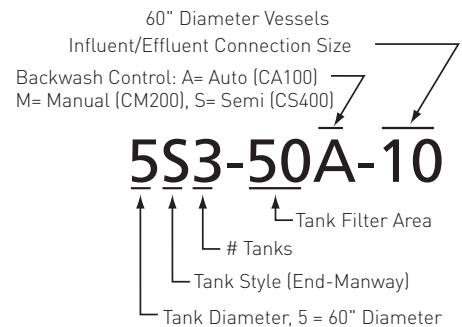 60" Diameter Vessels
Influent/Effluent Connection Size
Backwash Control: A= Auto (CA100)
M= Manual (CM200), S= Semi (CS400)
5S3-50A-10
Tank Filter Area
# Tanks
Tank Style (End-Manway)
Tank Diameter, 5 = 60" Diameter